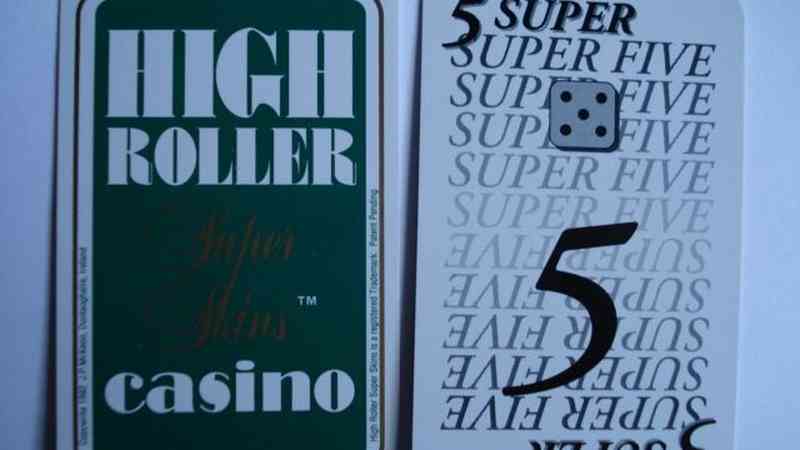 HIGH
ROLLER
Super
Skins ™
casino
High Roller Super Skins is a registered Trademark. Patent Pending
5 SUPER
SUPER FIVE
SUPER FIVE
SUPER FIVE
SUPER FIVE
SUPER FIVE
5
SUPER FIVE
SUPER FIVE
SUPER FIVE
SUPER FIVE
SUPER FIVE
5 SUPER